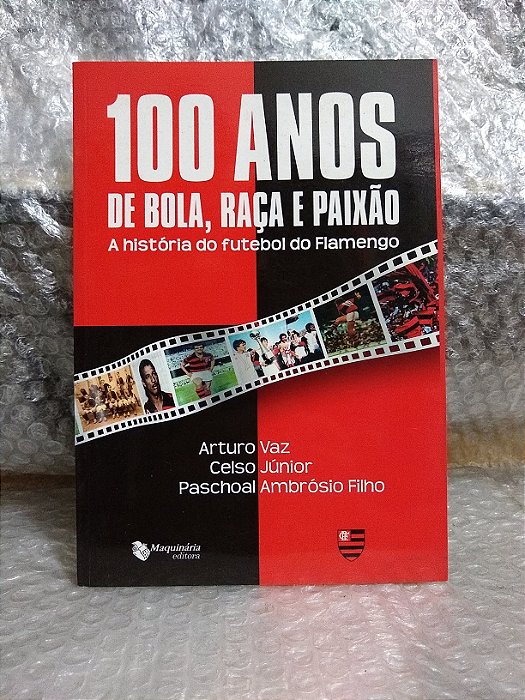 100 ANOS
DE BOLA, RAÇA E PAIXÃO
A história do futebol do Flamengo
Arturo Vaz
Celso Júnior
Paschoal Ambrósio Filho
Maquinária
editora